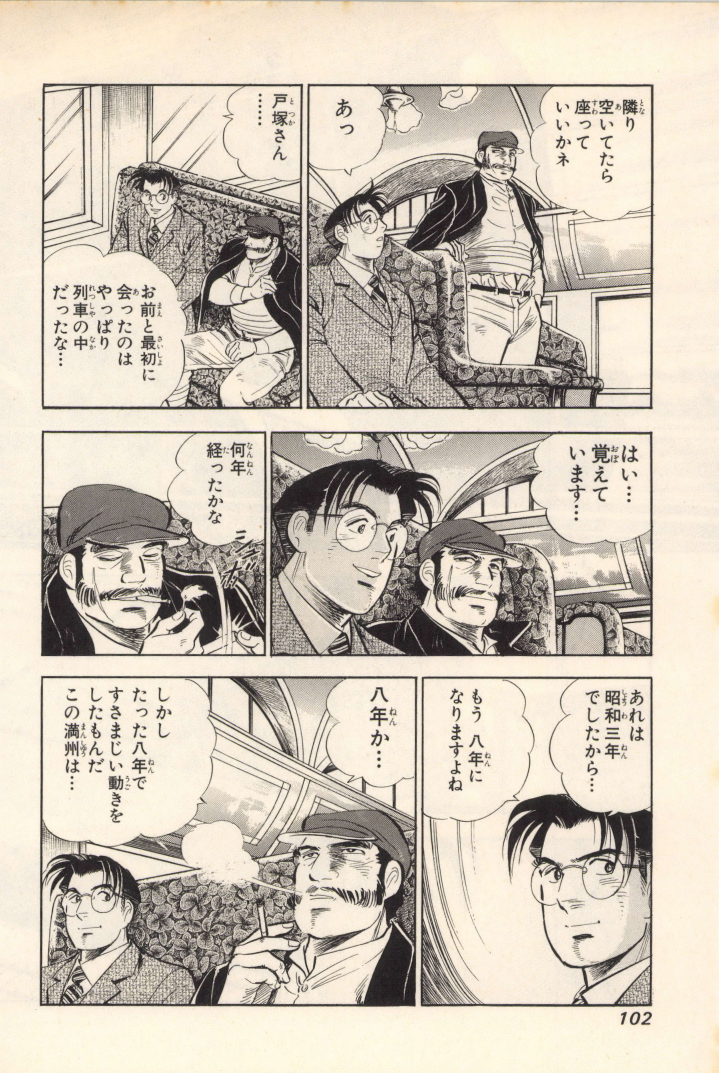 隣り
空いてたら
座って
いいかネ
あっ
戸塚さん
……
お前と最初に
会ったのは
やっぱり
列車の中
だったな…
はい…
覚えて
います…
何年
経ったかな
あれは
昭和三年
でしたから…
もう 八年に
なりますよね
八年か…
しかし
たった八年で
すさまじい動きを
したもんだ
この満州は…
102